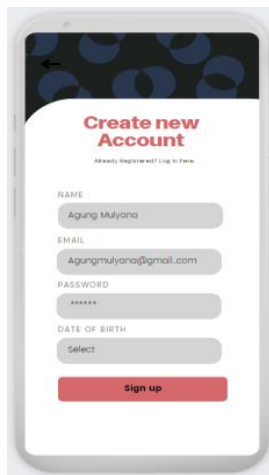 Create new
Account
Already Registered? Log in here.
NAME
Agung Mulyana
EMAIL
Agungmulyana@gmail.com
PASSWORD
••••••
DATE OF BIRTH
Select
Sign up